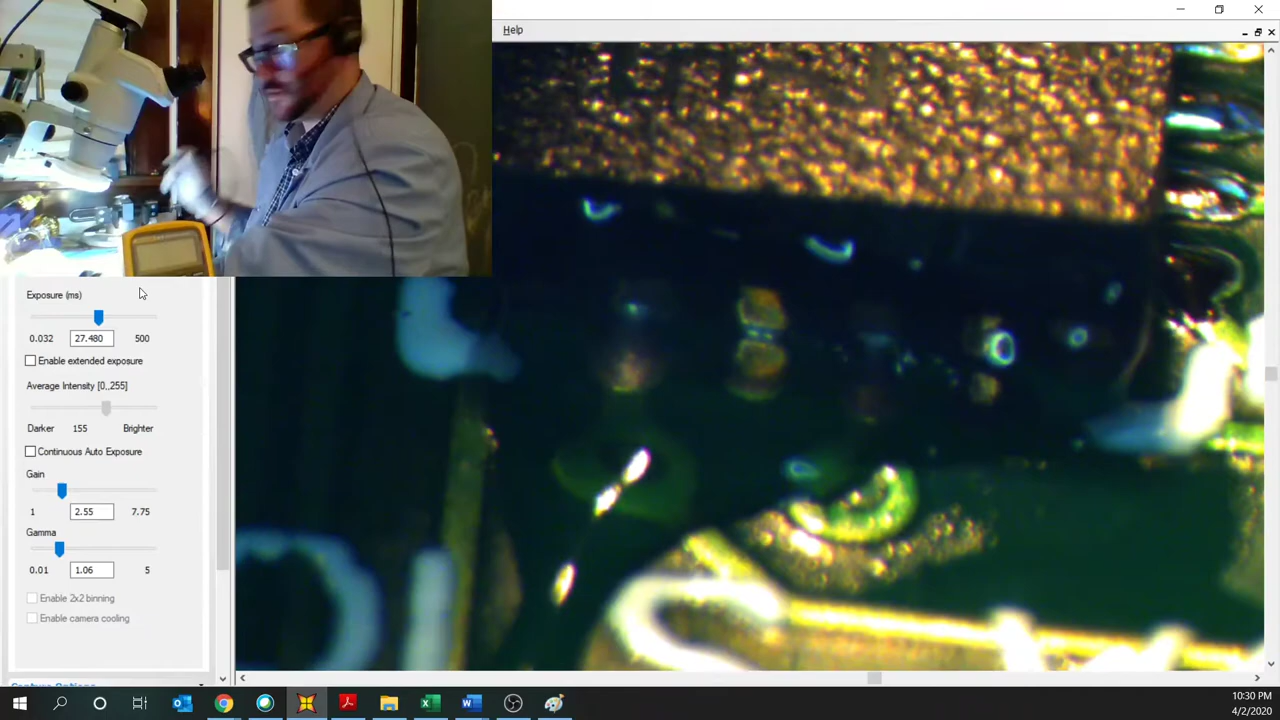 Help
Exposure (ms)
0.032 27.480 500
Enable extended exposure
Average Intensity [0,,255]
Darker 155 Brighter
Continuous Auto Exposure
Gain
1 2.55 7.75
Gamma
0.01 1.06 5
Enable 2x2 binning
Enable camera cooling
Capture Options
10:30 PM
4/2/2020